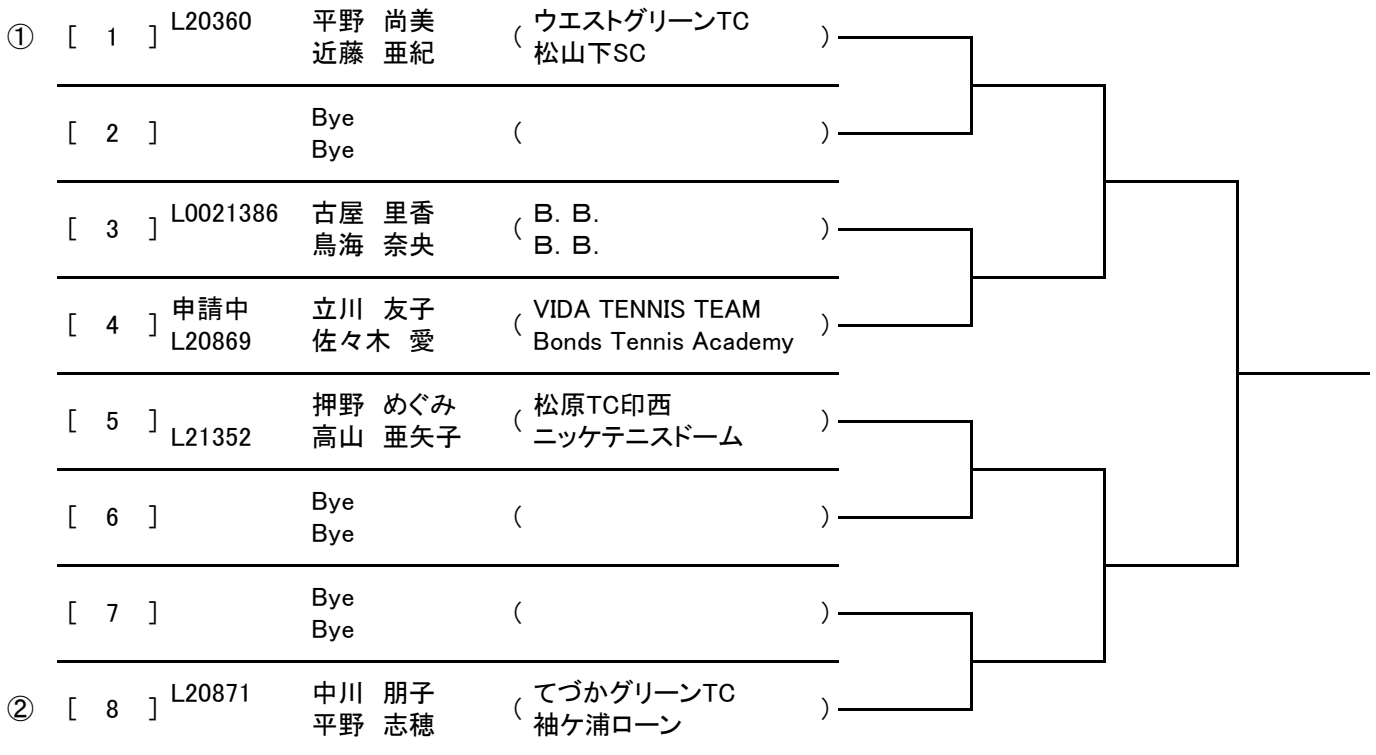 ① [ 1 ] L20360 平野 尚美 ( ウエストグリーンTC )
近藤 亜紀 松山下SC
[ 2 ] Bye ( )
Bye
[ 3 ] L0021386 古屋 里香 ( B. B. )
鳥海 奈央 B. B.
[ 4 ] 申請中 立川 友子 ( VIDA TENNIS TEAM )
L20869 佐々木 愛 Bonds Tennis Academy
[ 5 ] 押野 めぐみ ( 松原TC印西 )
L21352 高山 亜矢子 ニッケテニスドーム
[ 6 ] Bye ( )
Bye
[ 7 ] Bye ( )
Bye
② [ 8 ] L20871 中川 朋子 ( てづかグリーンTC )
平野 志穂 袖ケ浦ローン